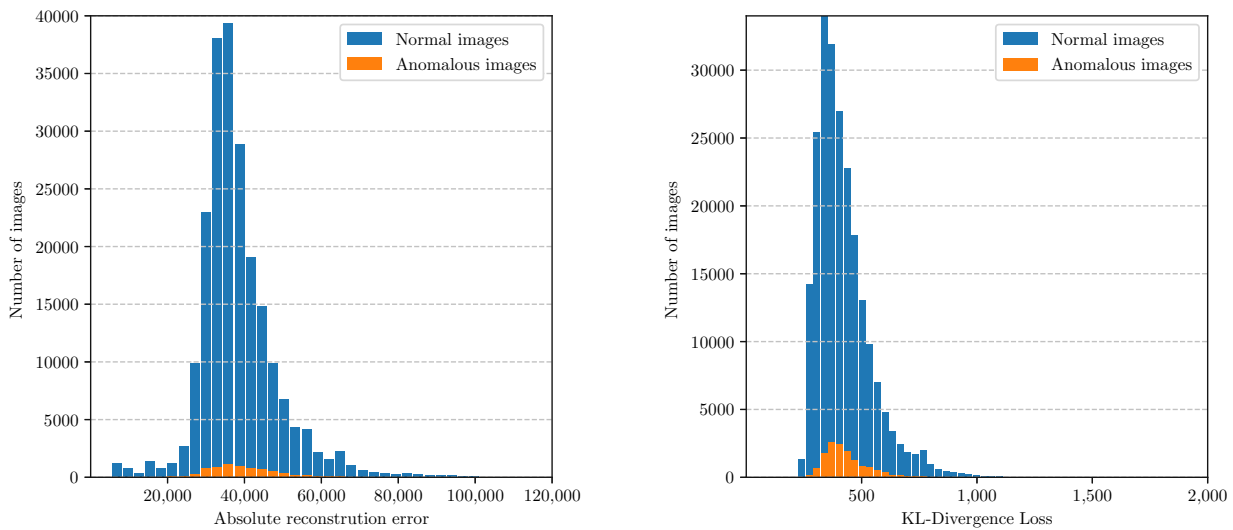 40000
35000
30000
25000
20000
15000
10000
5000
0
Number of images
Normal images
Anomalous images
20,000 40,000 60,000 80,000 100,000 120,000
Absolute reconstrution error
30000
25000
20000
15000
10000
5000
0
Number of images
Normal images
Anomalous images
500 1,000 1,500 2,000
KL-Divergence Loss